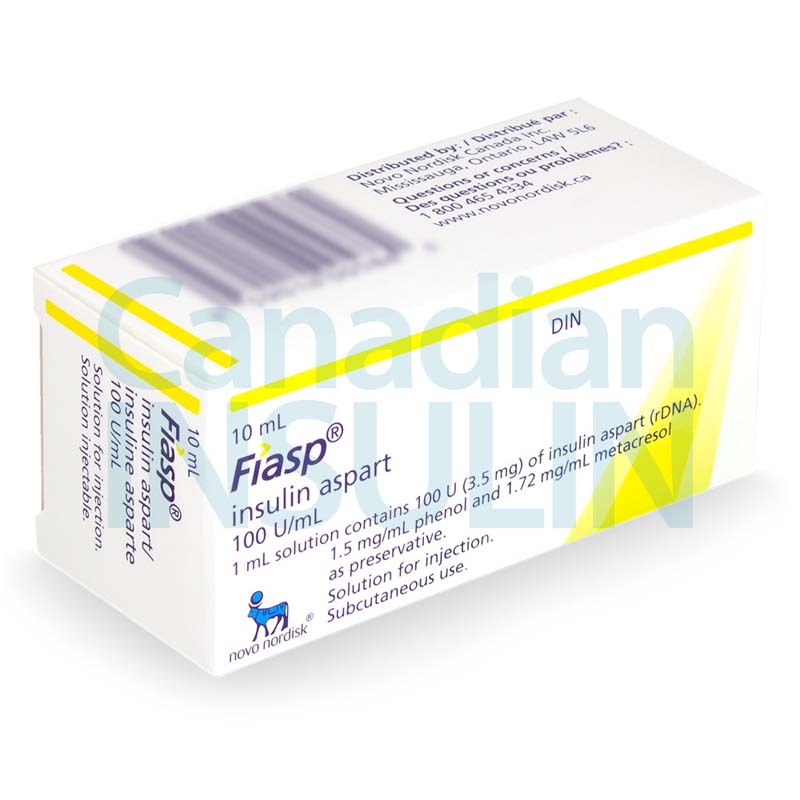 Distributed by: / Distribué par :
Novo Nordisk Canada Inc.
Mississauga, Ontario, L4W 5L6
Questions or concerns /
Des questions ou problèmes? :
1 800 465 4334
www.novonordisk.ca
10 mL
Fiasp®
insulin aspart/
insuline asparte
100 U/mL
Solution for injection.
Solution injectable.
DIN
10 mL
Fiasp®
insulin aspart
100 U/mL
1 mL solution contains 100 U (3.5 mg) of insulin aspart (rDNA).
1.5 mg/mL phenol and 1.72 mg/mL metacresol
as preservative.
Solution for injection.
Subcutaneous use.
novo nordisk®
Canadian
INSULIN